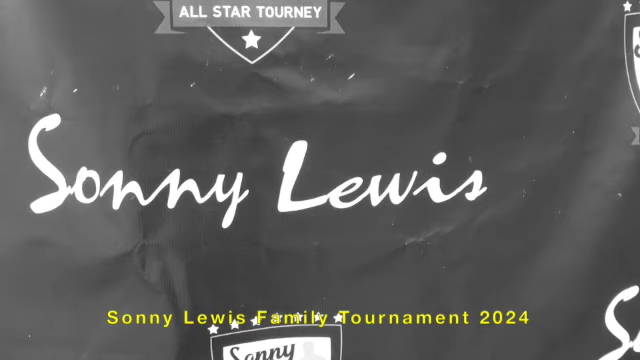 ALL STAR TOURNEY
Sonny Lewis
Sonny Lewis Family Tournament 2024
Sonny